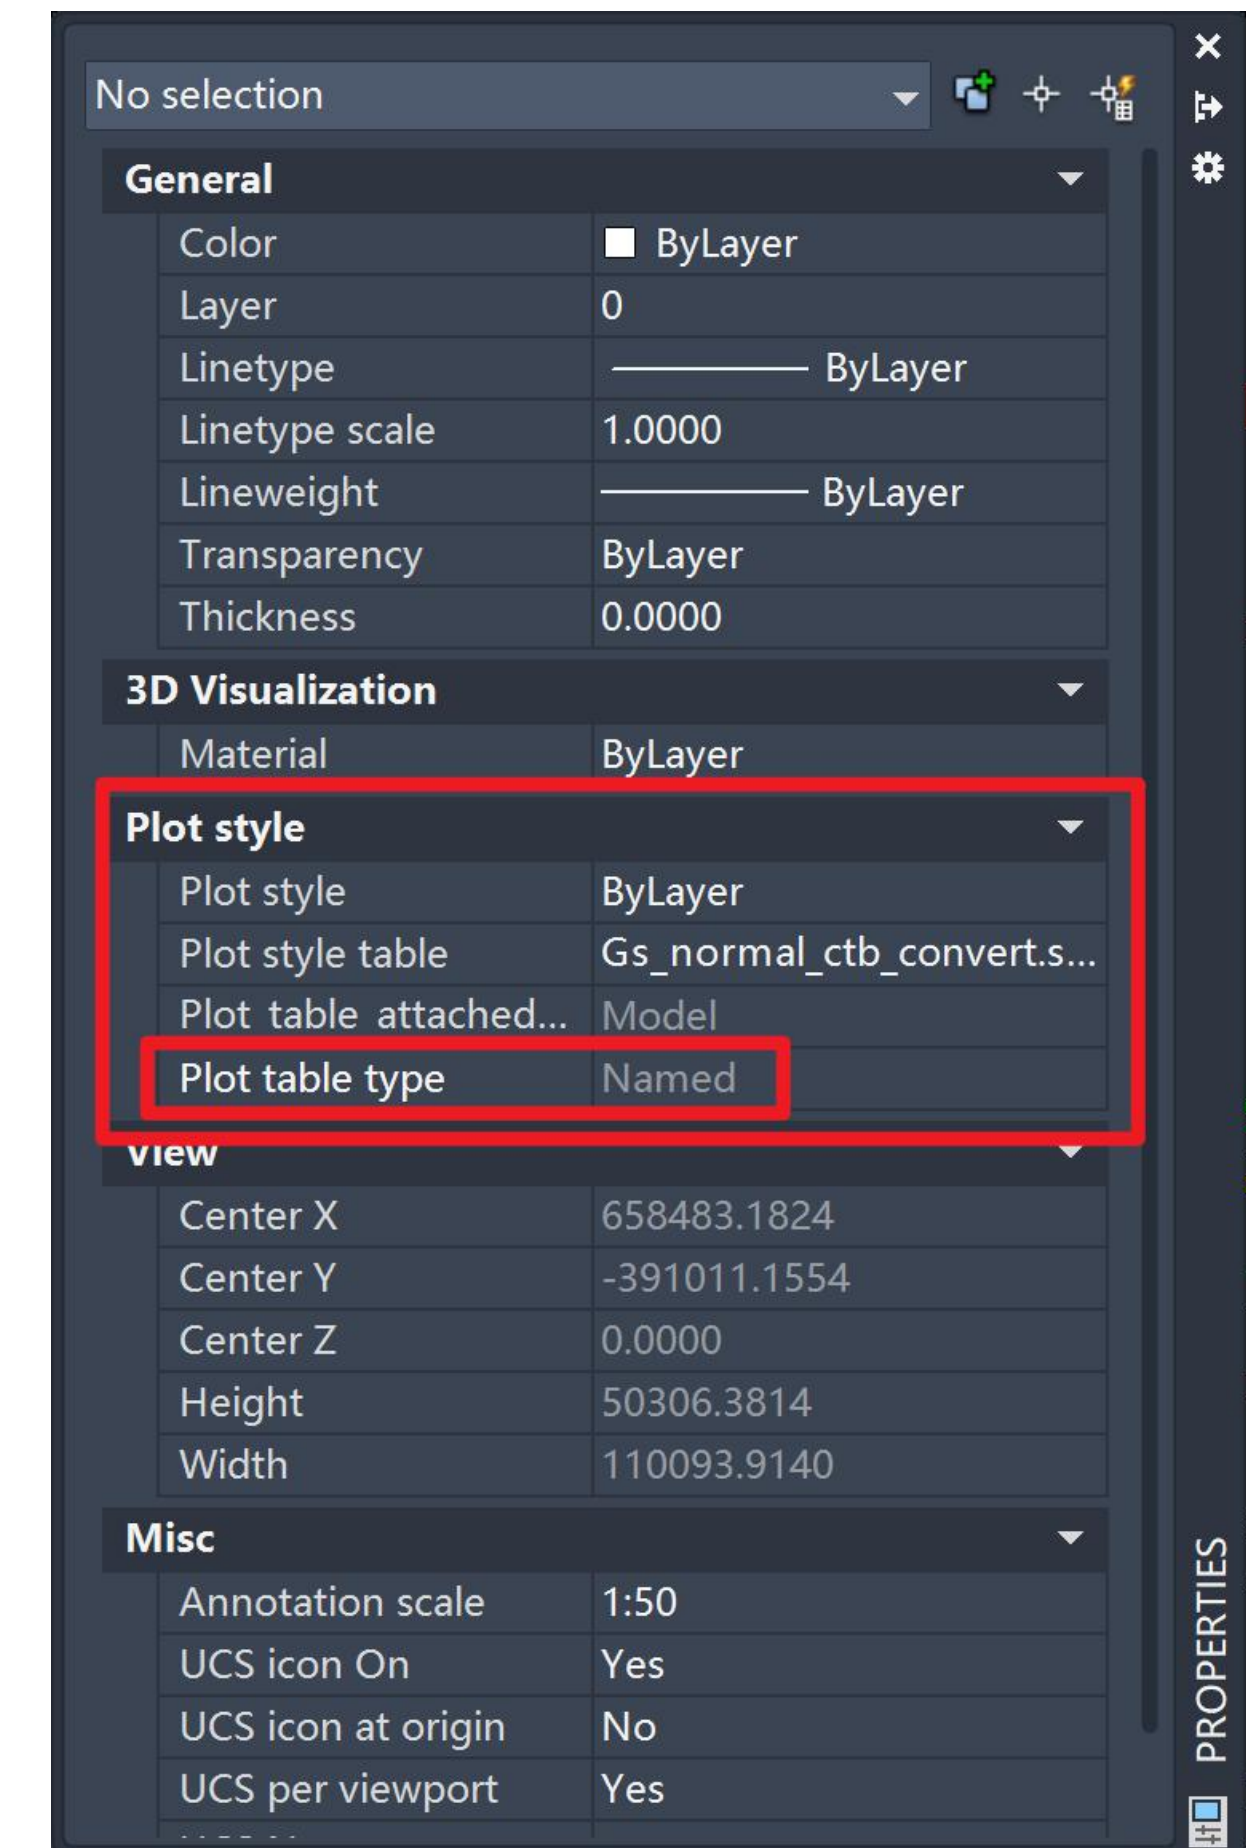 No selection
General
Color ByLayer
Layer 0
Linetype ByLayer
Linetype scale 1.0000
Lineweight ByLayer
Transparency ByLayer
Thickness 0.0000
3D Visualization
Material ByLayer
Plot style
Plot style ByLayer
Plot style table Gs_normal_ctb_convert.s...
Plot table attached... Model
Plot table type Named
View
Center X 658483.1824
Center Y -391011.1554
Center Z 0.0000
Height 50306.3814
Width 110093.9140
Misc
Annotation scale 1:50
UCS icon On Yes
UCS icon at origin No
UCS per viewport Yes
PROPERTIES